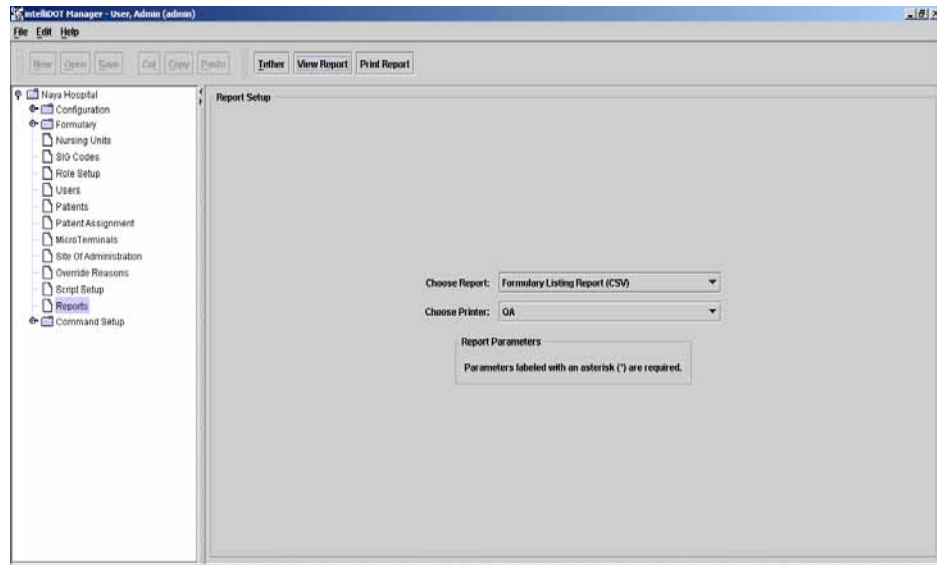 intelliDOT Manager - User, Admin (admin)
File Edit Help
New Open Save Cut Copy Paste Tether View Report Print Report
Naya Hospital
Configuration
Formulary
Nursing Units
SIG Codes
Role Setup
Users
Patients
Patient Assignment
MicroTerminals
Site Of Administration
Override Reasons
Script Setup
Reports
Command Setup
Report Setup
Choose Report: Formulary Listing Report (CSV)
Choose Printer: QA
Report Parameters
Parameters labeled with an asterisk (*) are required.